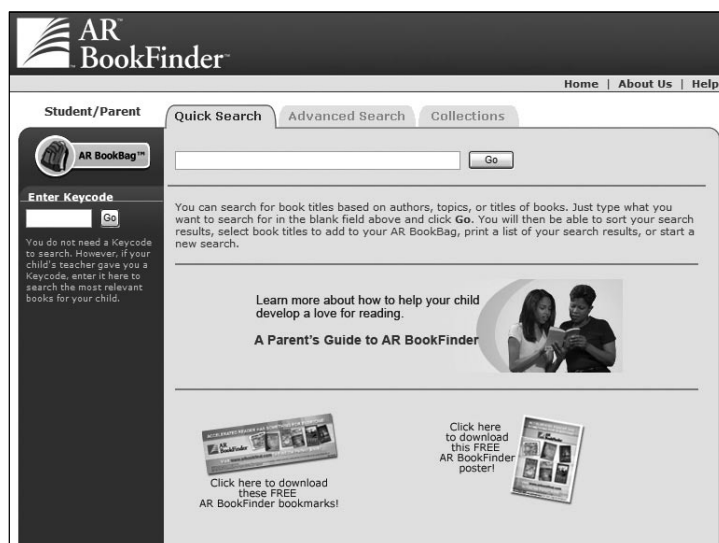 AR
BookFinder™
Home | About Us | Help
Student/Parent
Quick Search
Advanced Search
Collections
AR BookBag™
Go
Enter Keycode
Go
You can search for book titles based on authors, topics, or titles of books. Just type what you
want to search for in the blank field above and click Go. You will then be able to sort your search
results, select book titles to add to your AR BookBag, print a list of your search results, or start a
new search.
You do not need a Keycode
to search. However, if your
child's teacher gave you a
Keycode, enter it here to
search the most relevant
books for your child.
Learn more about how to help your child
develop a love for reading.
A Parent's Guide to AR BookFinder
AR
BookFinder
Click here to download
these FREE
AR BookFinder bookmarks!
Click here
to download
this FREE
AR BookFinder
poster!